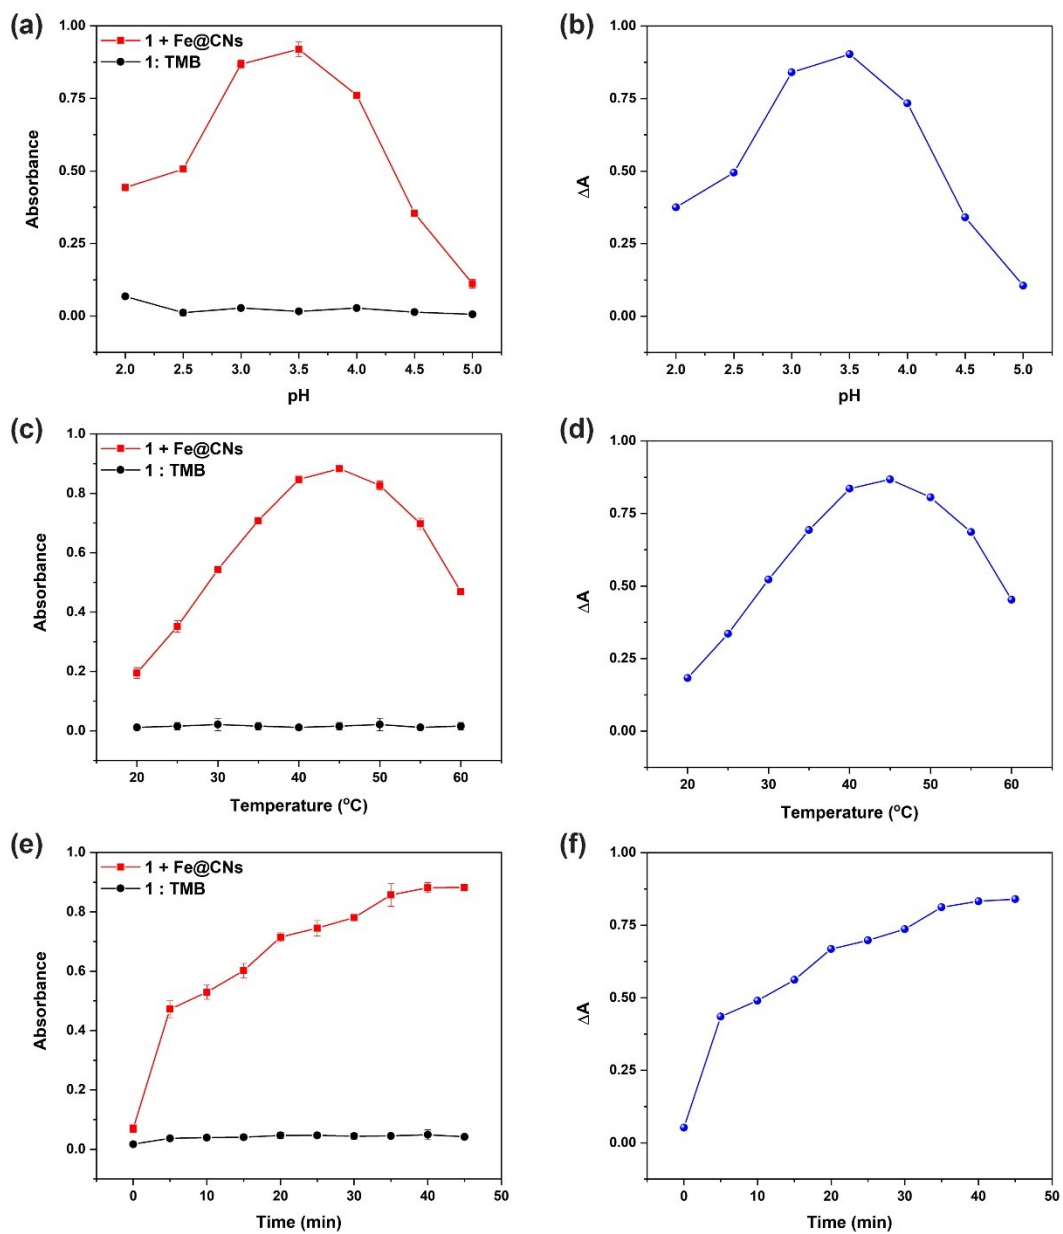 (a)
1 + Fe@CNs
1: TMB
Absorbance
1.00
0.75
0.50
0.25
0.00
2.0 2.5 3.0 3.5 4.0 4.5 5.0
pH
(b)
ΔA
1.00
0.75
0.50
0.25
0.00
2.0 2.5 3.0 3.5 4.0 4.5 5.0
pH
(c)
1 + Fe@CNs
1 : TMB
Absorbance
1.0
0.8
0.6
0.4
0.2
0.0
20 30 40 50 60
Temperature (°C)
(d)
ΔA
1.00
0.75
0.50
0.25
0.00
20 30 40 50 60
Temperature (°C)
(e)
1 + Fe@CNs
1 : TMB
Absorbance
1.0
0.8
0.6
0.4
0.2
0.0
0 10 20 30 40 50
Time (min)
(f)
ΔA
1.00
0.75
0.50
0.25
0.00
0 10 20 30 40 50
Time (min)